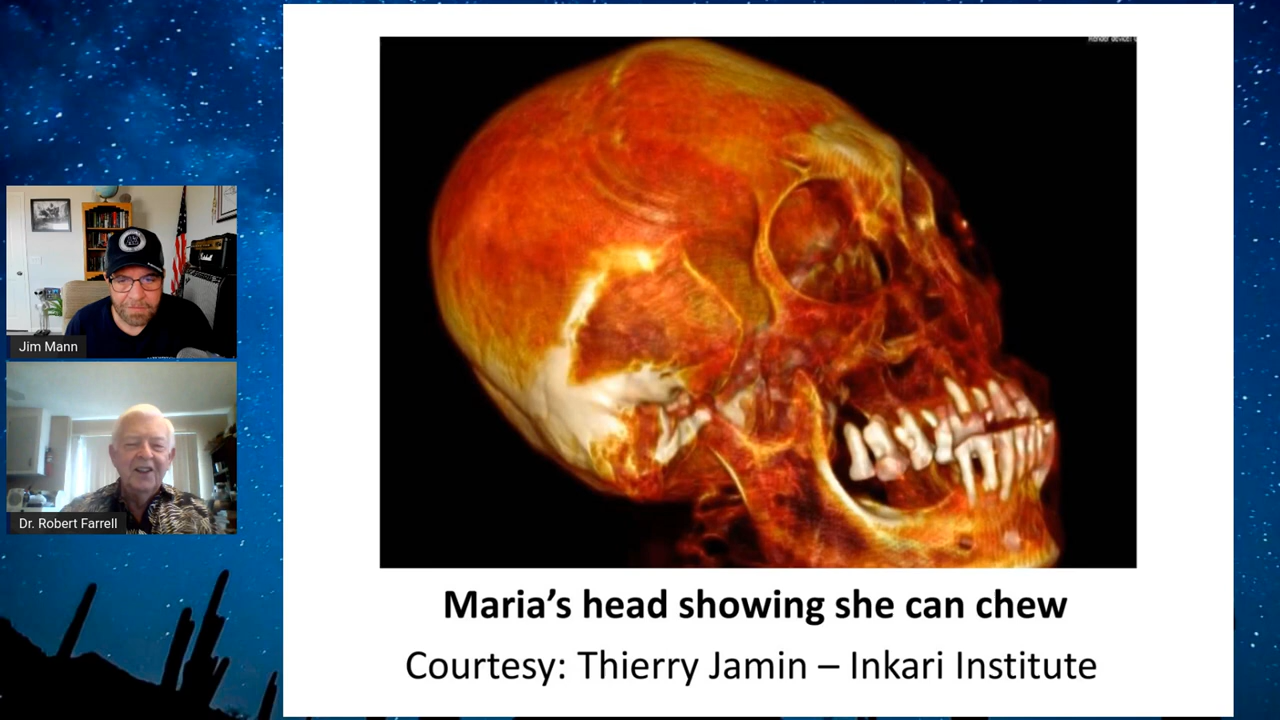 Jim Mann
Dr. Robert Farrell
Maria’s head showing she can chew
Courtesy: Thierry Jamin – Inkari Institute